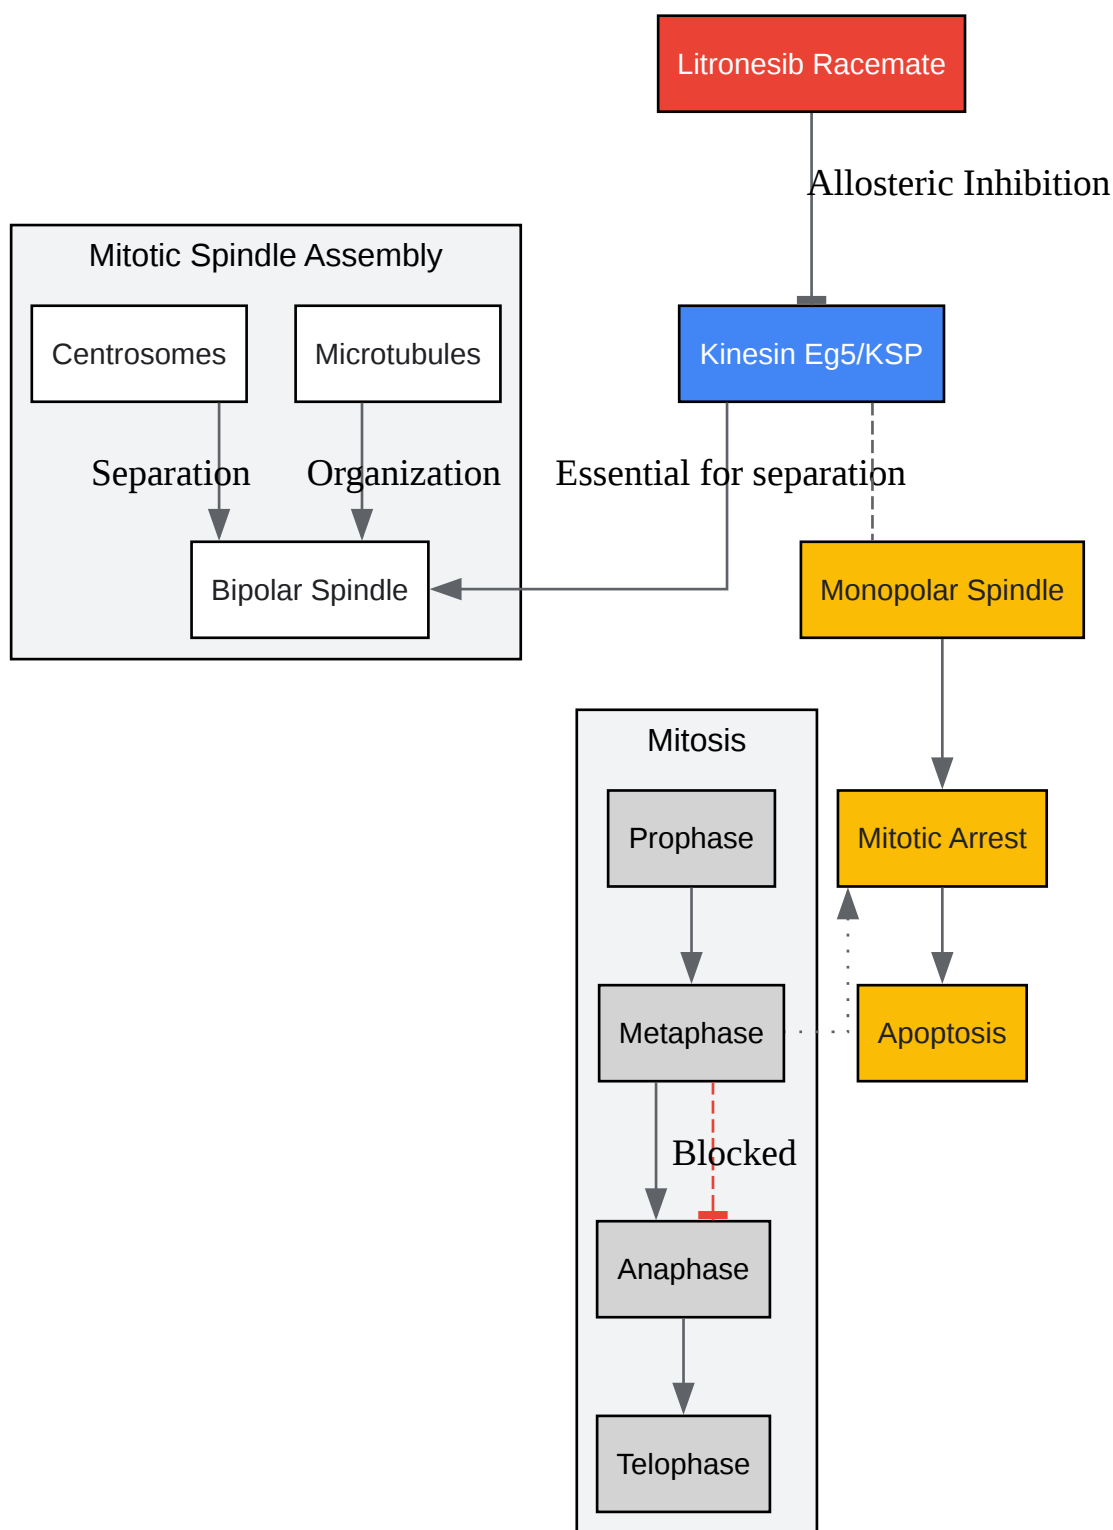 Litronesib Racemate
Allosteric Inhibition
Mitotic Spindle Assembly
Centrosomes
Microtubules
Kinesin Eg5/KSP
Separation
Organization
Essential for separation
Bipolar Spindle
Monopolar Spindle
Mitosis
Prophase
Mitotic Arrest
Metaphase
Apoptosis
Blocked
Anaphase
Telophase